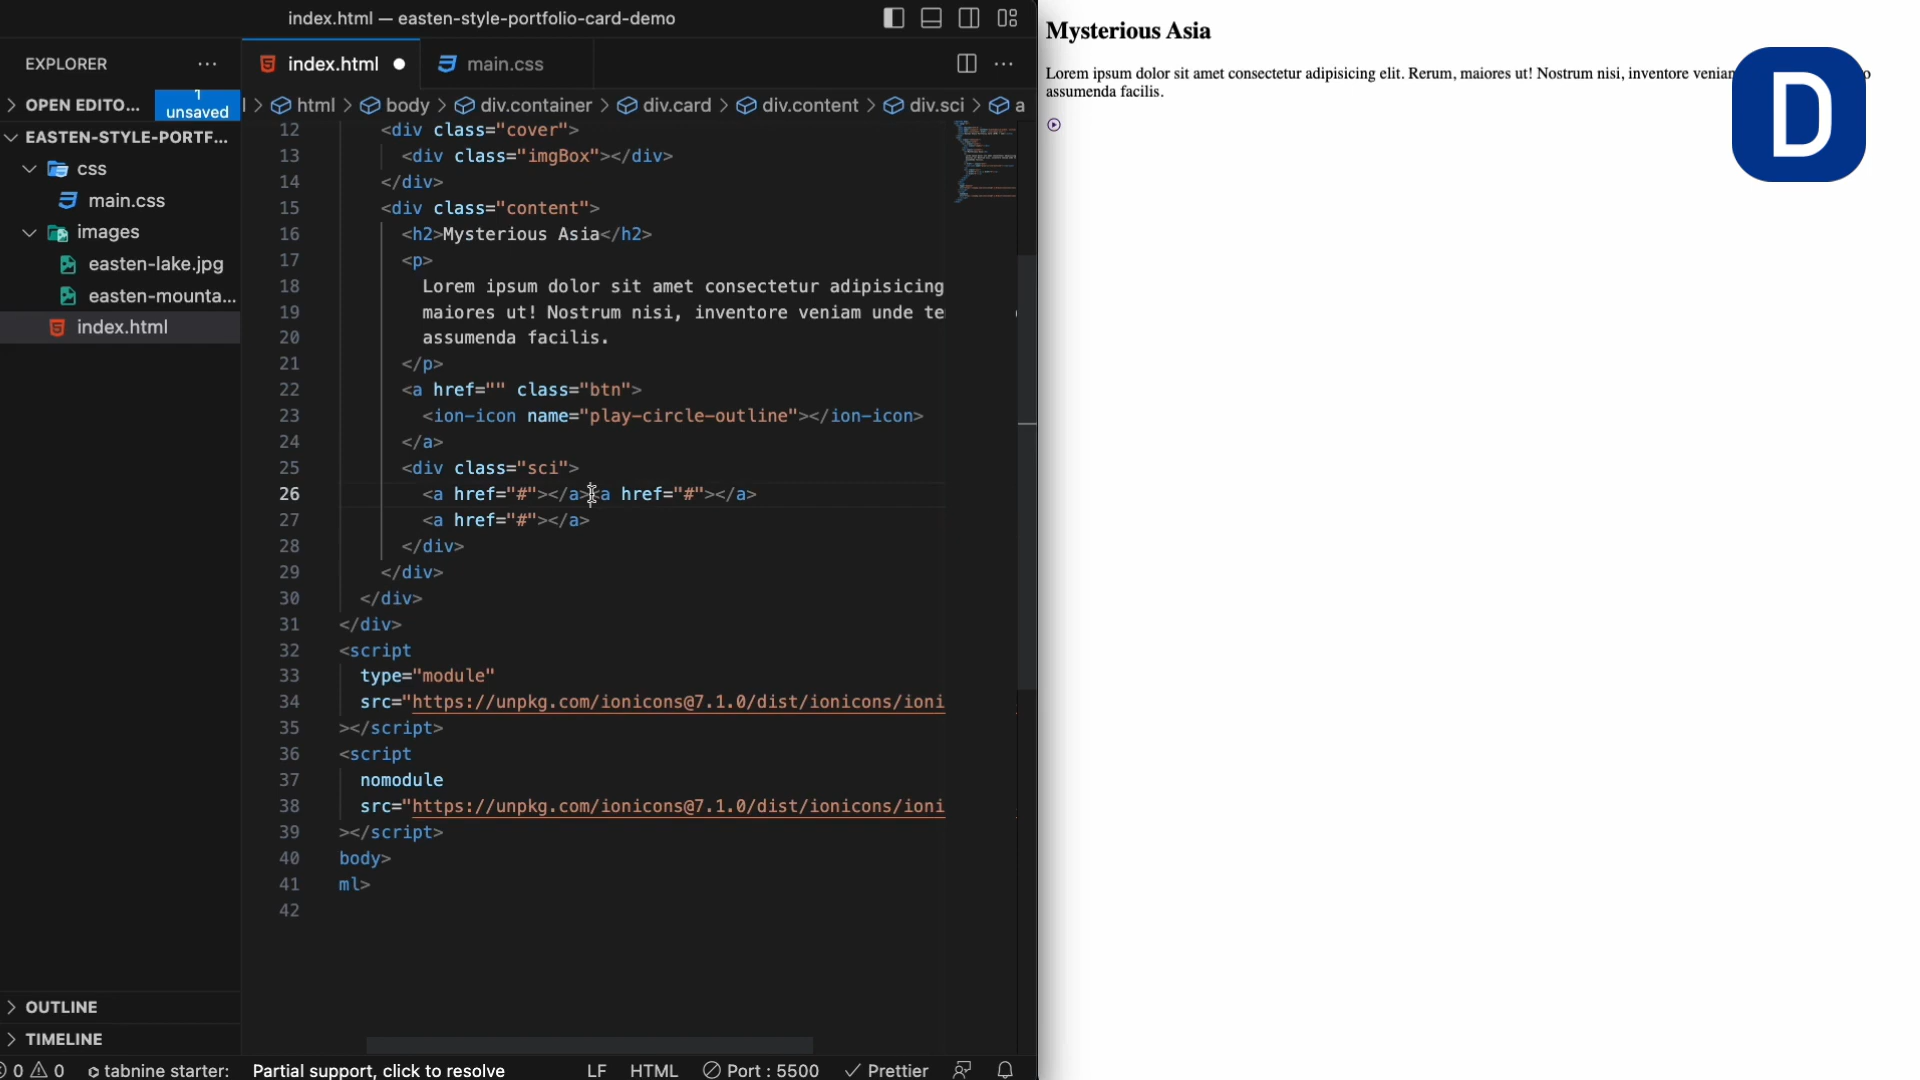 index.html — easten-style-portfolio-card-demo
EXPLORER
index.html
main.css
OPEN EDITO...
1 unsaved
html
body
div.container
div.card
div.content
div.sci
a
EASTEN-STYLE-PORTF...
css
main.css
images
easten-lake.jpg
easten-mounta...
index.html
12 <div class="cover">
13 <div class="imgBox"></div>
14 </div>
15 <div class="content">
16 <h2>Mysterious Asia</h2>
17 <p>
18 Lorem ipsum dolor sit amet consectetur adipisicing
19 maiores ut! Nostrum nisi, inventore veniam unde te
20 assumenda facilis.
21 </p>
22 <a href="" class="btn">
23 <ion-icon name="play-circle-outline"></ion-icon>
24 </a>
25 <div class="sci">
26 <a href="#"></a><a href="#"></a>
27 <a href="#"></a>
28 </div>
29 </div>
30 </div>
31 </div>
32 <script
33 type="module"
34 src="https://unpkg.com/ionicons@7.1.0/dist/ionicons/ioni
35 ></script>
36 <script
37 nomodule
38 src="https://unpkg.com/ionicons@7.1.0/dist/ionicons/ioni
39 ></script>
40 body>
41 ml>
42
OUTLINE
TIMELINE
0 0 tabnine starter: Partial support, click to resolve LF HTML Port : 5500 Prettier
Mysterious Asia
Lorem ipsum dolor sit amet consectetur adipisicing elit. Rerum, maiores ut! Nostrum nisi, inventore
assumenda facilis.
D